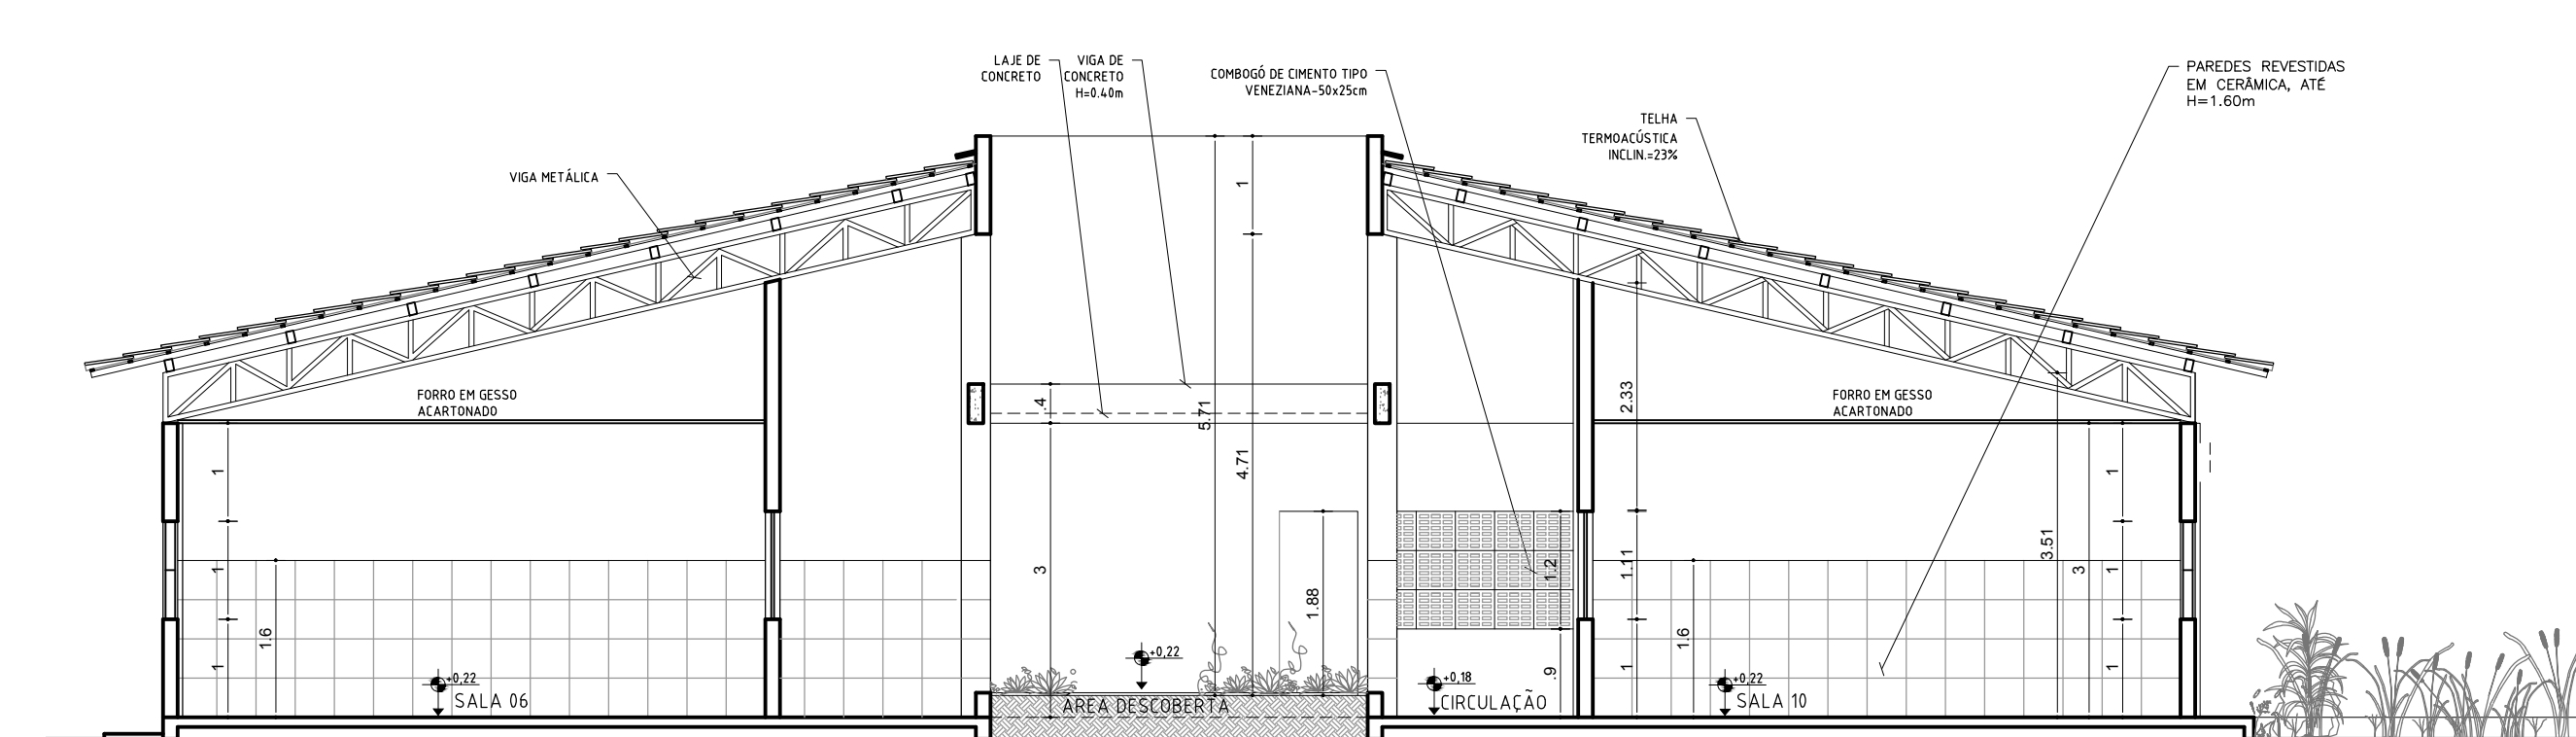 LAJE DE
CONCRETO
VIGA DE
CONCRETO
H=0.40m
COMBOGÓ DE CIMENTO TIPO
VENEZIANA-50x25cm
PAREDES REVESTIDAS
EM CERÂMICA, ATÉ
H=1.60m
TELHA
TERMOACÚSTICA
INCLIN.=23%
VIGA METÁLICA
1
FORRO EM GESSO
ACARTONADO
.4
5.71
2.33
FORRO EM GESSO
ACARTONADO
1
4.71
1
1
3
1.2
1.11
3.51
3
1
1.88
1.6
1
1.6
1
1
.9
+0,22
SALA 06
+0,22
ÁREA DESCOBERTA
+0,18
CIRCULAÇÃO
+0,22
SALA 10